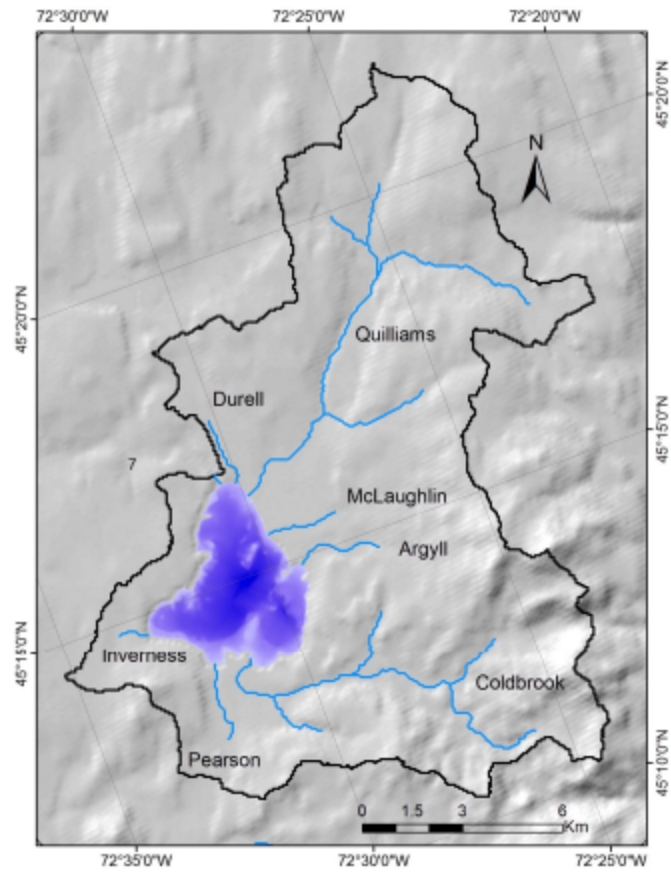 72°30'0"W 72°25'0"W 72°20'0"W
45°20'0"N
N
Quilliams
45°20'0"N
Durell
45°15'0"N
7
McLaughlin
Argyll
45°15'0"N
Inverness
Coldbrook
Pearson
45°10'0"N
0 1.5 3 6
Km
72°35'0"W 72°30'0"W 72°25'0"W